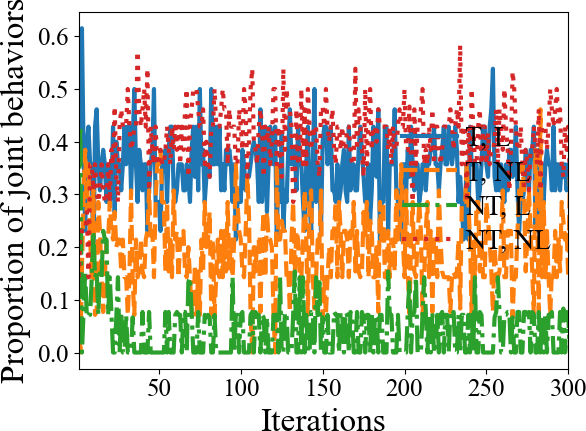 Proportion of joint behaviors
0.6
0.5
0.4
0.3
0.2
0.1
0.0
T, L
T, NL
NT, L
NT, NL
50 100 150 200 250 300
Iterations